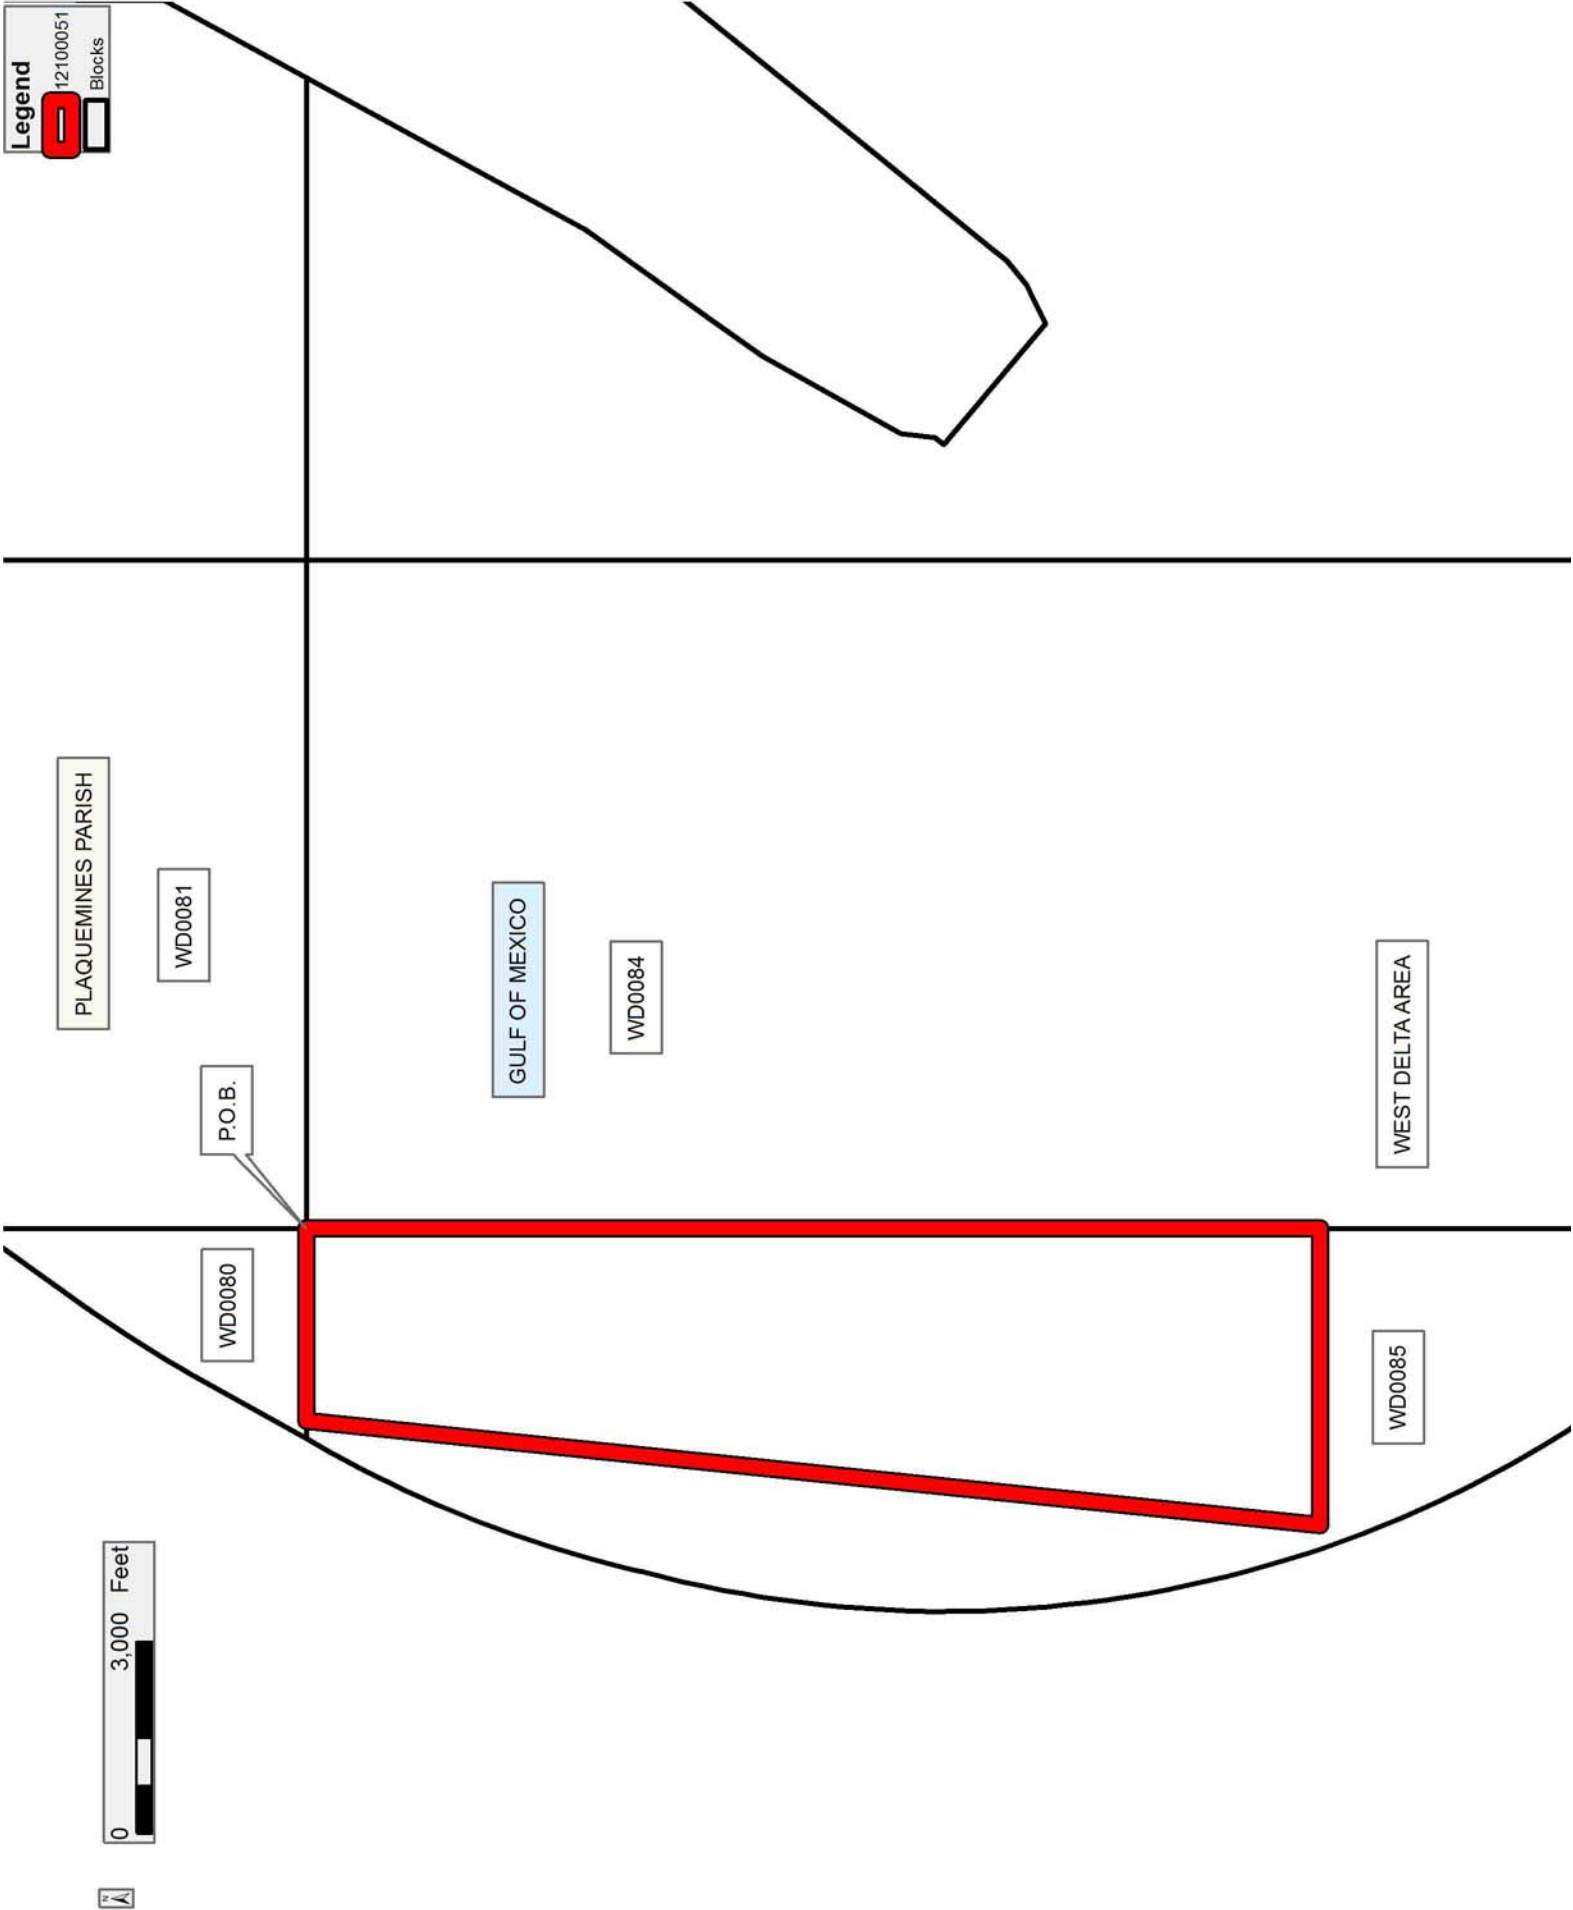 Legend
12100051
Blocks
PLAQUEMINES PARISH
WD0081
P.O.B.
WD0080
GULF OF MEXICO
WD0084
WEST DELTA AREA
WD0085
0 3,000 Feet
N